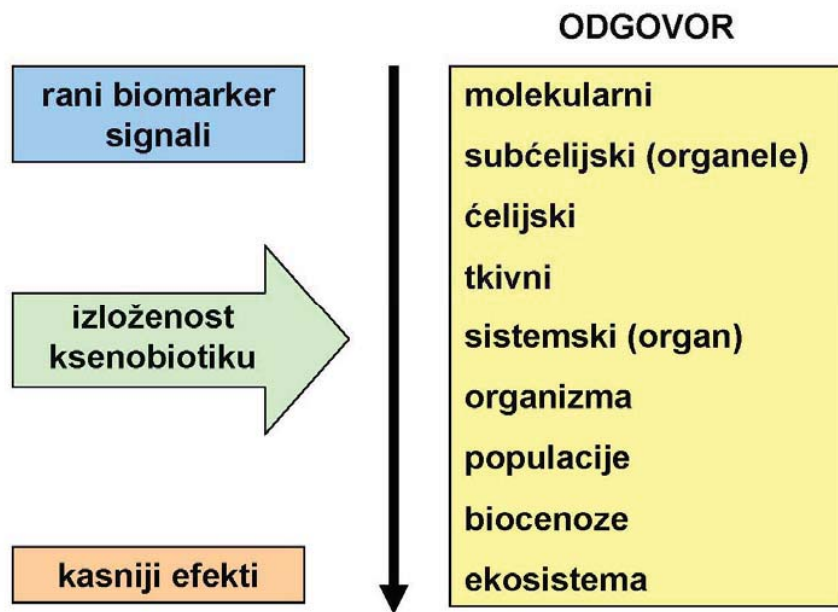 ODGOVOR
rani biomarker
signali
izloženost
ksenobiotiku
kasniji efekti
molekularni
subćelijski (organele)
ćelijski
tkivni
sistemski (organ)
organizma
populacije
biocenoze
ekosistema